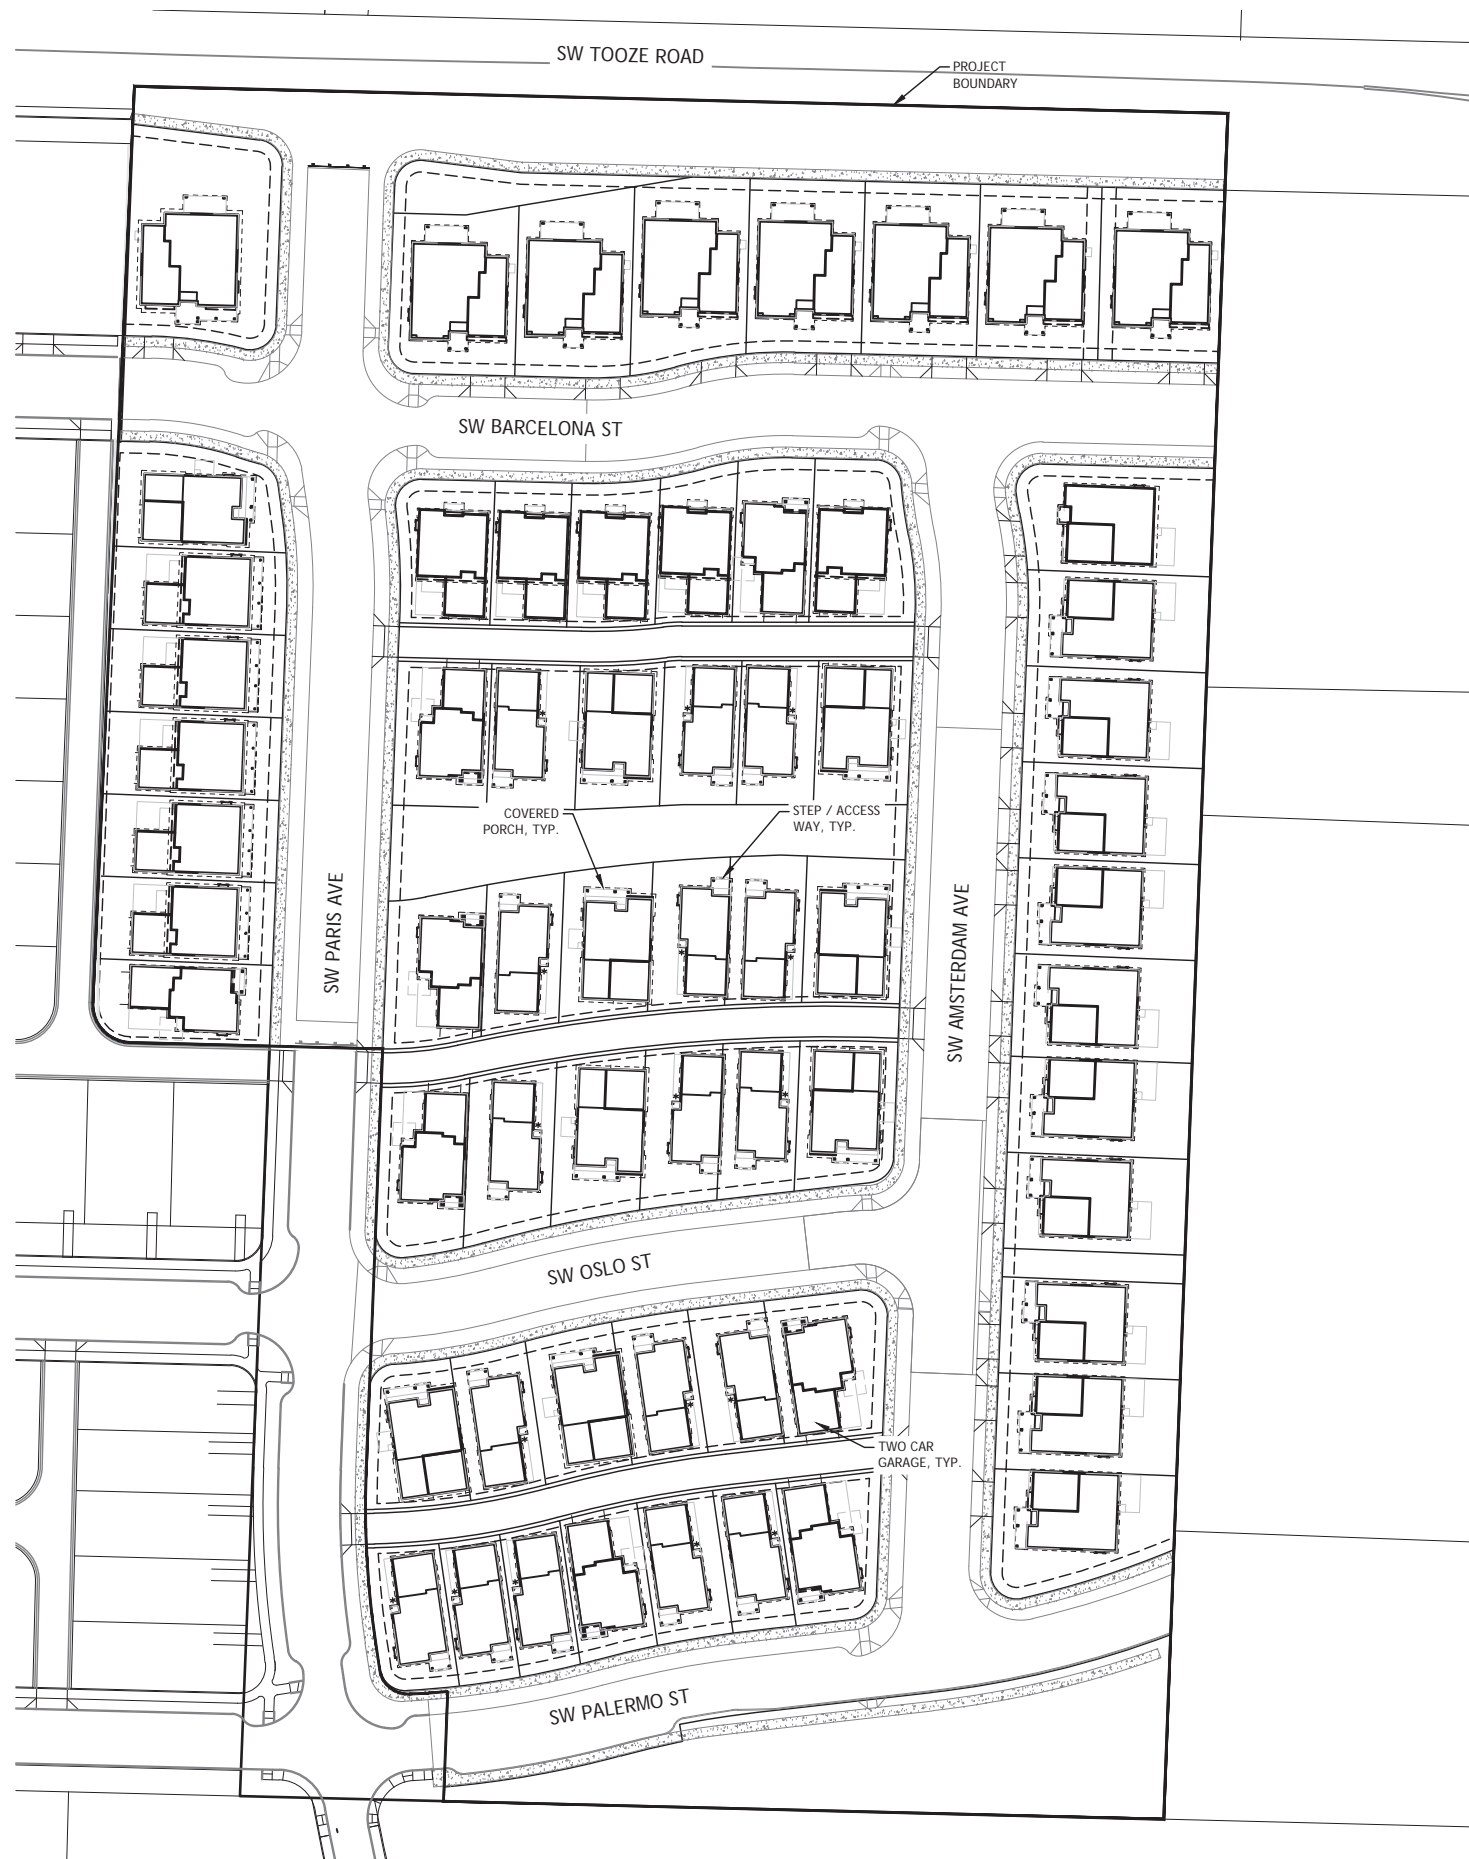 SW TOOZE ROAD
PROJECT
BOUNDARY
SW BARCELONA ST
COVERED
PORCH, TYP.
STEP / ACCESS
WAY, TYP.
SW PARIS AVE
SW AMSTERDAM AVE
SW OSLO ST
TWO CAR
GARAGE, TYP.
SW PALERMO ST